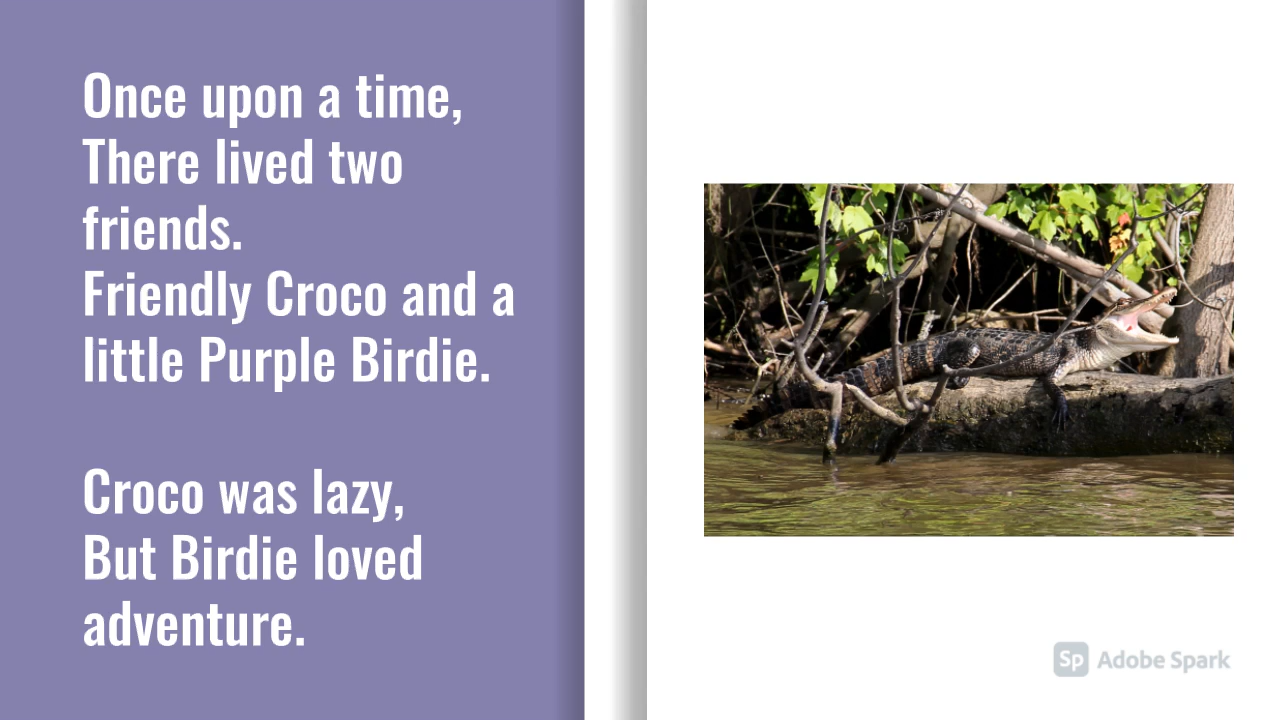 Once upon a time,
There lived two
friends.
Friendly Croco and a
little Purple Birdie.
Croco was lazy,
But Birdie loved
adventure.
Sp Adobe Spark